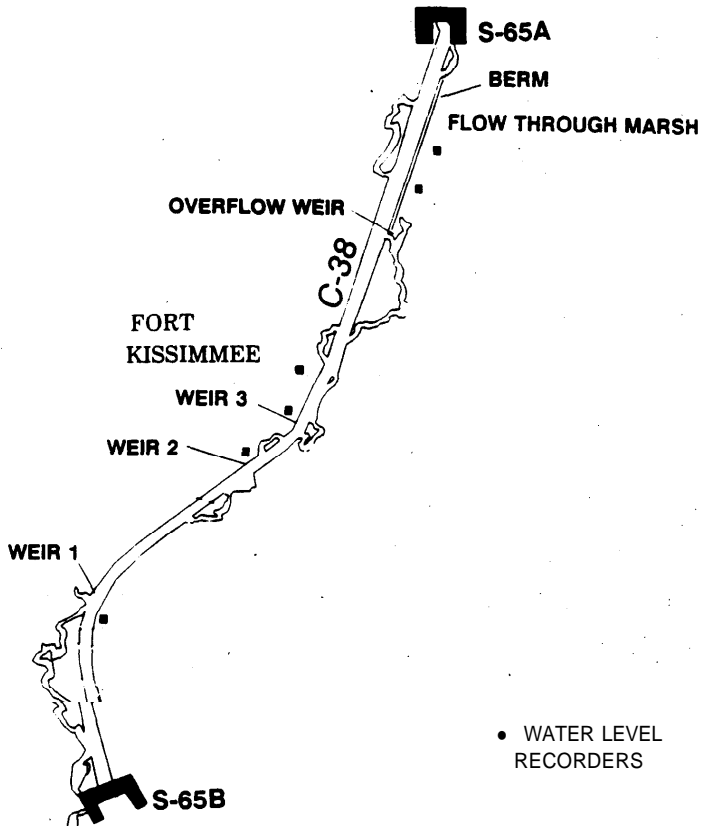 S-65A
BERM
FLOW THROUGH MARSH
OVERFLOW WEIR
C-38
FORT
KISSIMMEE
WEIR 3
WEIR 2
WEIR 1
• WATER LEVEL
RECORDERS
S-65B